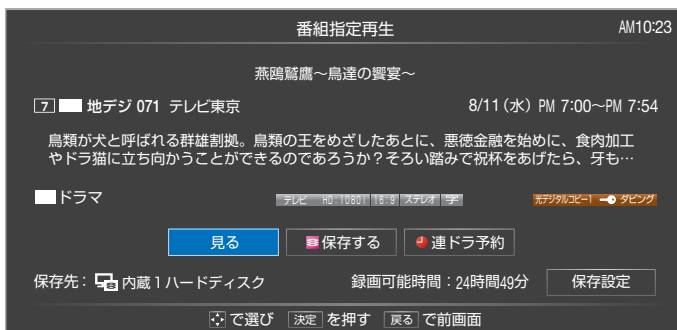 番組指定再生 AM10:23
燕鴎鷲鷹～鳥達の饗宴～
7 地デジ 071 テレビ東京 8/11(水) PM 7:00～PM 7:54
鳥類が犬と呼ばれる群雄割拠。鳥類の王をめざしたあとに、悪徳金融を始めに、食肉加工
やドラ猫に立ち向かうことができるのであろうか？そろい踏みで祝杯をあげたら、牙も…
ドラマ テレビ HD:1080I 16:9 ステレオ 字 光デジタルコピー1 ダビング
見る 保存する 連ドラ予約
保存先： 内蔵1ハードディスク 録画可能時間：24時間49分 保存設定
で選び 決定 を押す 戻る で前画面